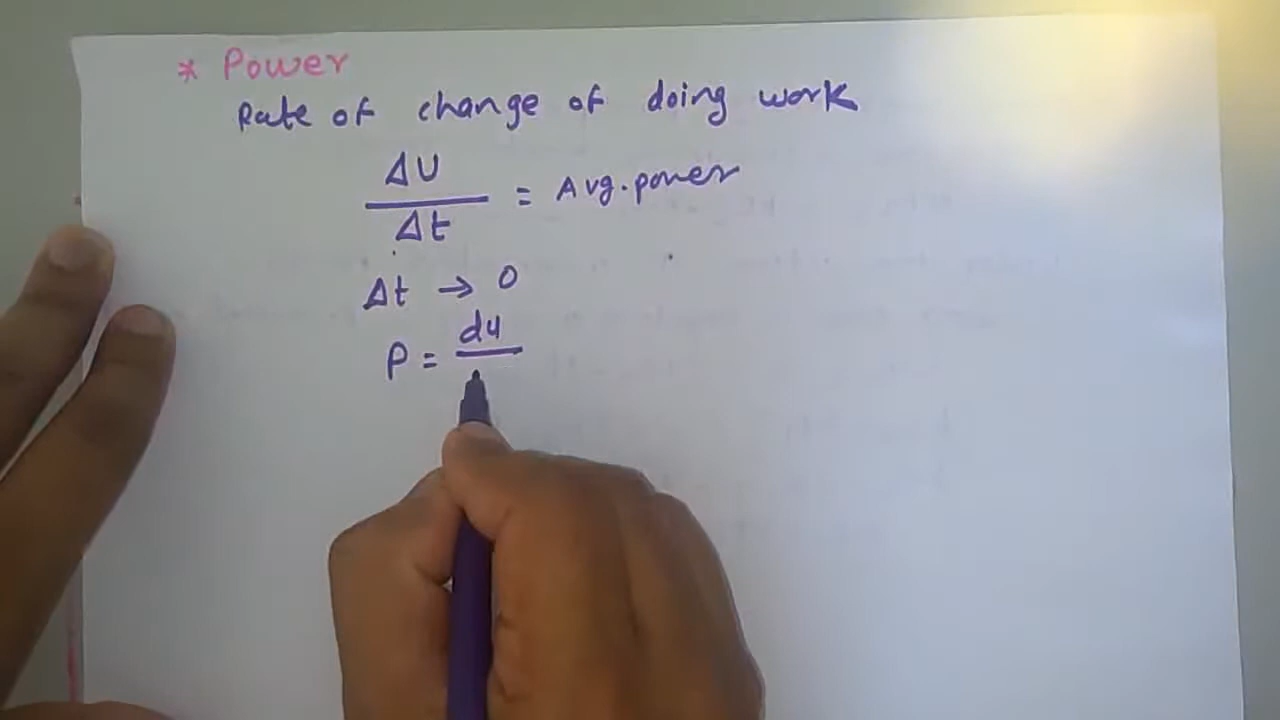 * Power
Rate of change of doing work
ΔU
Δt
= Avg. power
Δt → 0
P = du